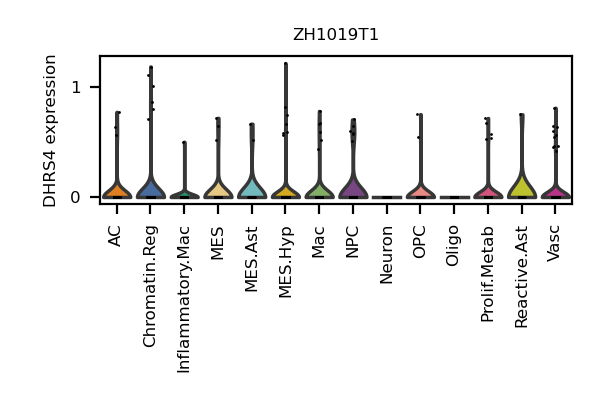 ZH1019T1
DHRS4 expression
1
0
AC
Chromatin.Reg
Inflammatory.Mac
MES
MES.Ast
MES.Hyp
Mac
NPC
Neuron
OPC
Oligo
Prolif.Metab
Reactive.Ast
Vasc